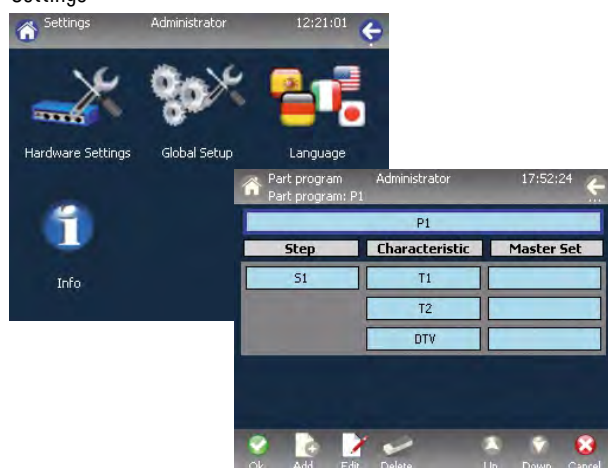 Settings
Settings Administrator 12:21:01
Hardware Settings Global Setup Language
Info
Part program Administrator 17:52:24
Part program: P1
P1
Step Characteristic Master Set
S1 T1
T2
DTV
Ok Add Edit Delete Up Down Cancel